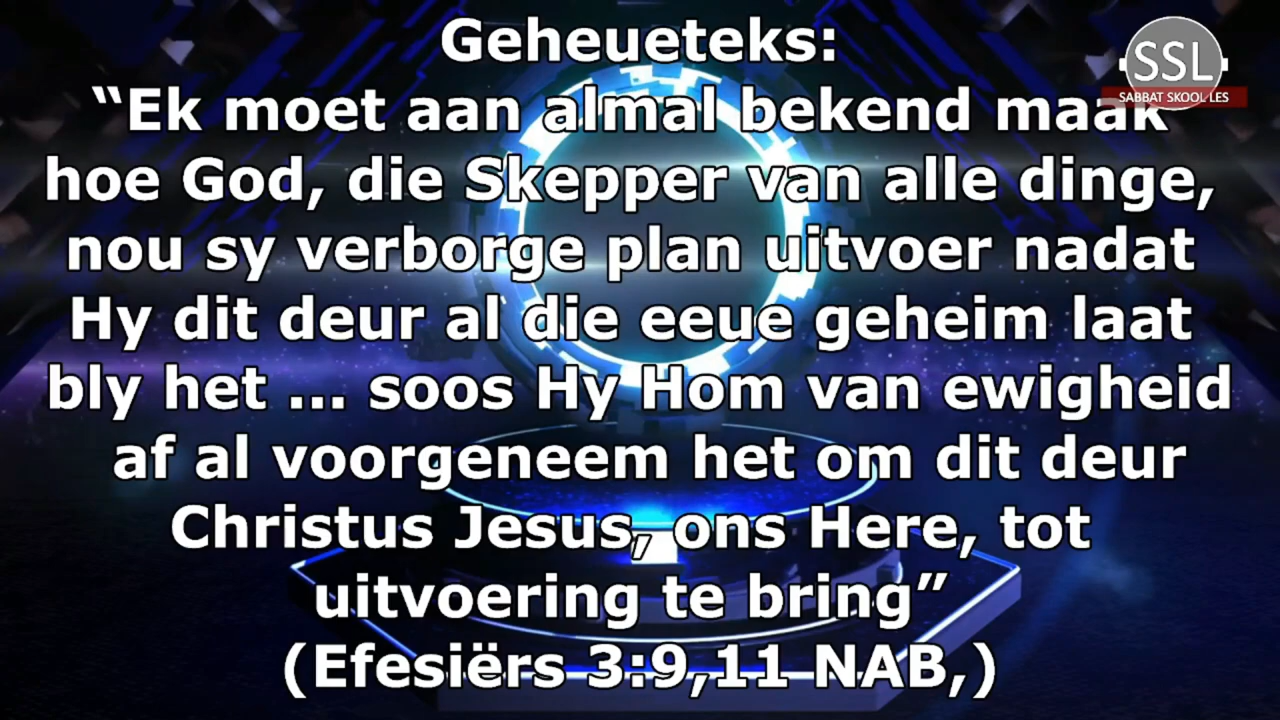 Geheueteks:
“Ek moet aan almal bekend maak
hoe God, die Skepper van alle dinge,
nou sy verborge plan uitvoer nadat
Hy dit deur al die eeue geheim laat
bly het ... soos Hy Hom van ewigheid
af al voorgeneem het om dit deur
Christus Jesus, ons Here, tot
uitvoering te bring”
(Efesiërs 3:9,11 NAB,)
SSL
SABBAT SKOOL LES